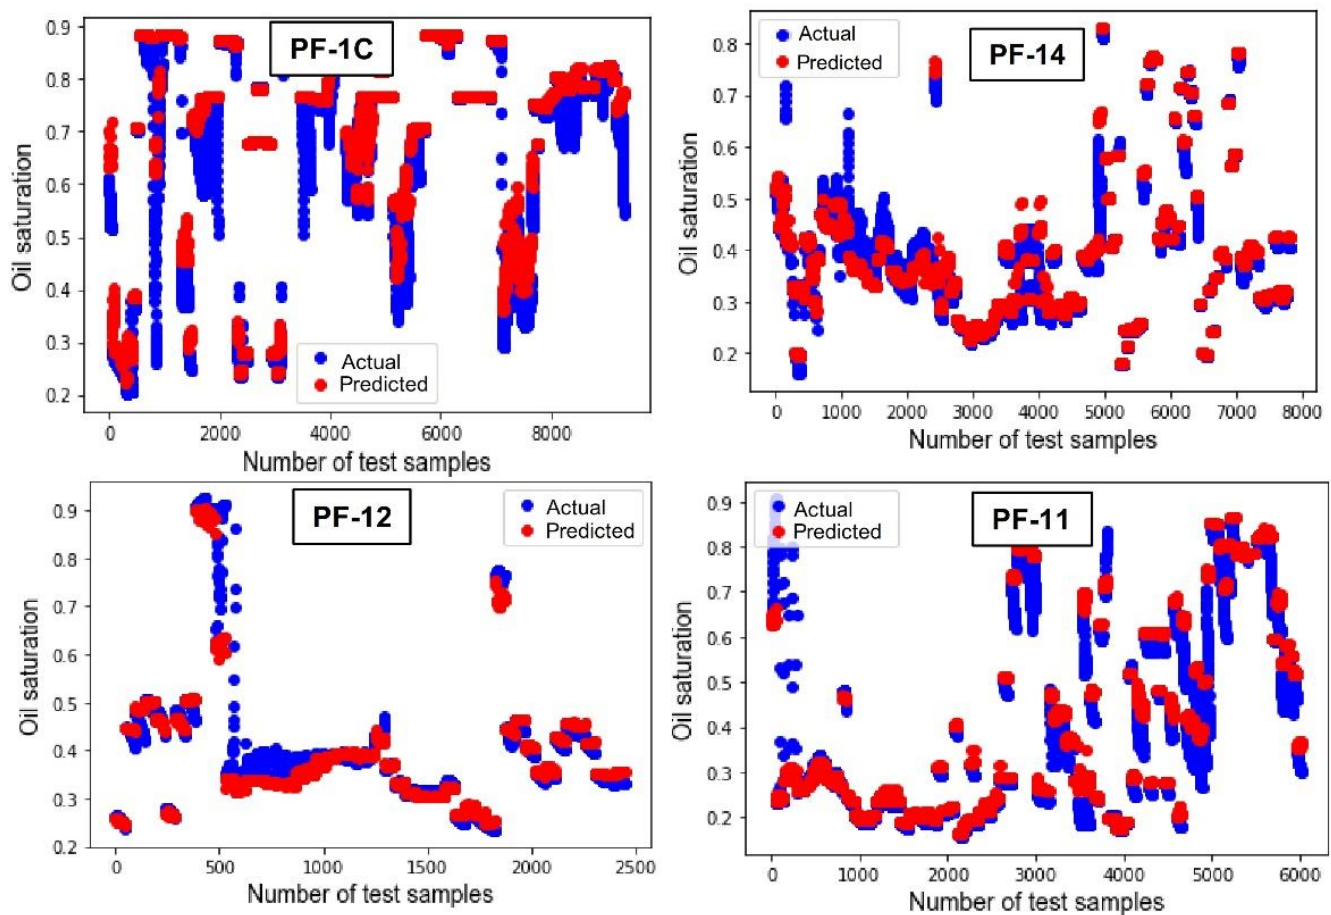 PF-1C
Oil saturation
0.9
0.8
0.7
0.6
0.5
0.4
0.3
0.2
Actual
Predicted
0 2000 4000 6000 8000
Number of test samples
PF-14
Oil saturation
Actual
Predicted
0.8
0.7
0.6
0.5
0.4
0.3
0.2
0 1000 2000 3000 4000 5000 6000 7000 8000
Number of test samples
PF-12
Oil saturation
Actual
Predicted
0.9
0.8
0.7
0.6
0.5
0.4
0.3
0.2
0 500 1000 1500 2000 2500
Number of test samples
PF-11
Oil saturation
Actual
Predicted
0.9
0.8
0.7
0.6
0.5
0.4
0.3
0.2
0 1000 2000 3000 4000 5000 6000
Number of test samples